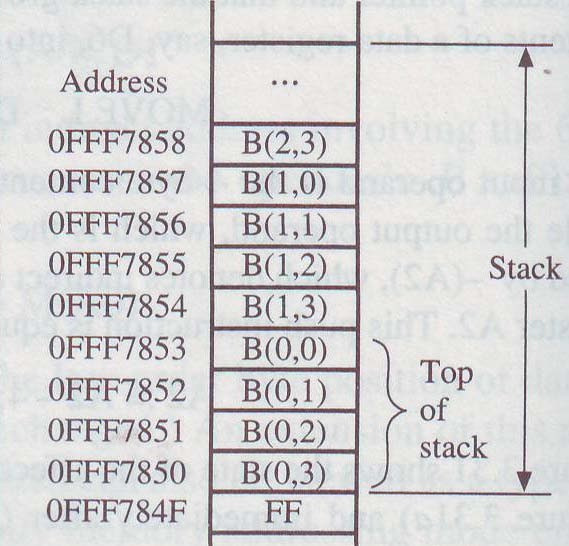 Address ...
0FFF7858 B(2,3)
0FFF7857 B(1,0)
0FFF7856 B(1,1)
0FFF7855 B(1,2)
Stack
0FFF7854 B(1,3)
0FFF7853 B(0,0)
Top
0FFF7852 B(0,1)
of
0FFF7851 B(0,2)
stack
0FFF7850 B(0,3)
0FFF784F FF